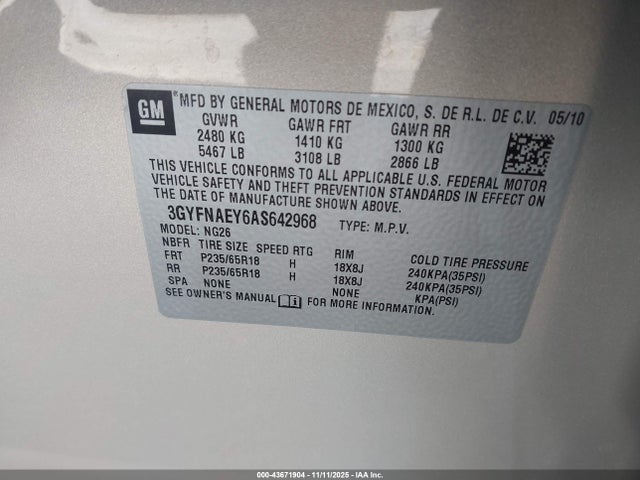 GM MFD BY GENERAL MOTORS DE MEXICO, S. DE R.L. DE C.V. 05/10
GVWR GAWR FRT GAWR RR
2480 KG 1410 KG 1300 KG
5467 LB 3108 LB 2866 LB
THIS VEHICLE CONFORMS TO ALL APPLICABLE U.S. FEDERAL MOTOR
VEHICLE SAFETY AND THEFT PREVENTION STANDARDS IN EFFECT ON
THE DATE OF MANUFACTURE SHOWN ABOVE.
3GYFNAEY6AS642968 TYPE: M.P.V.
MODEL: NG26
NBFR TIRE SIZE SPEED RTG RIM COLD TIRE PRESSURE
FRT P235/65R18 H 18X8J 240KPA(35PSI)
RR P235/65R18 H 18X8J 240KPA(35PSI)
SPA NONE NONE KPA(PSI)
SEE OWNER'S MANUAL FOR MORE INFORMATION.
000-43671904 - 11/11/2025 - IAA Inc.